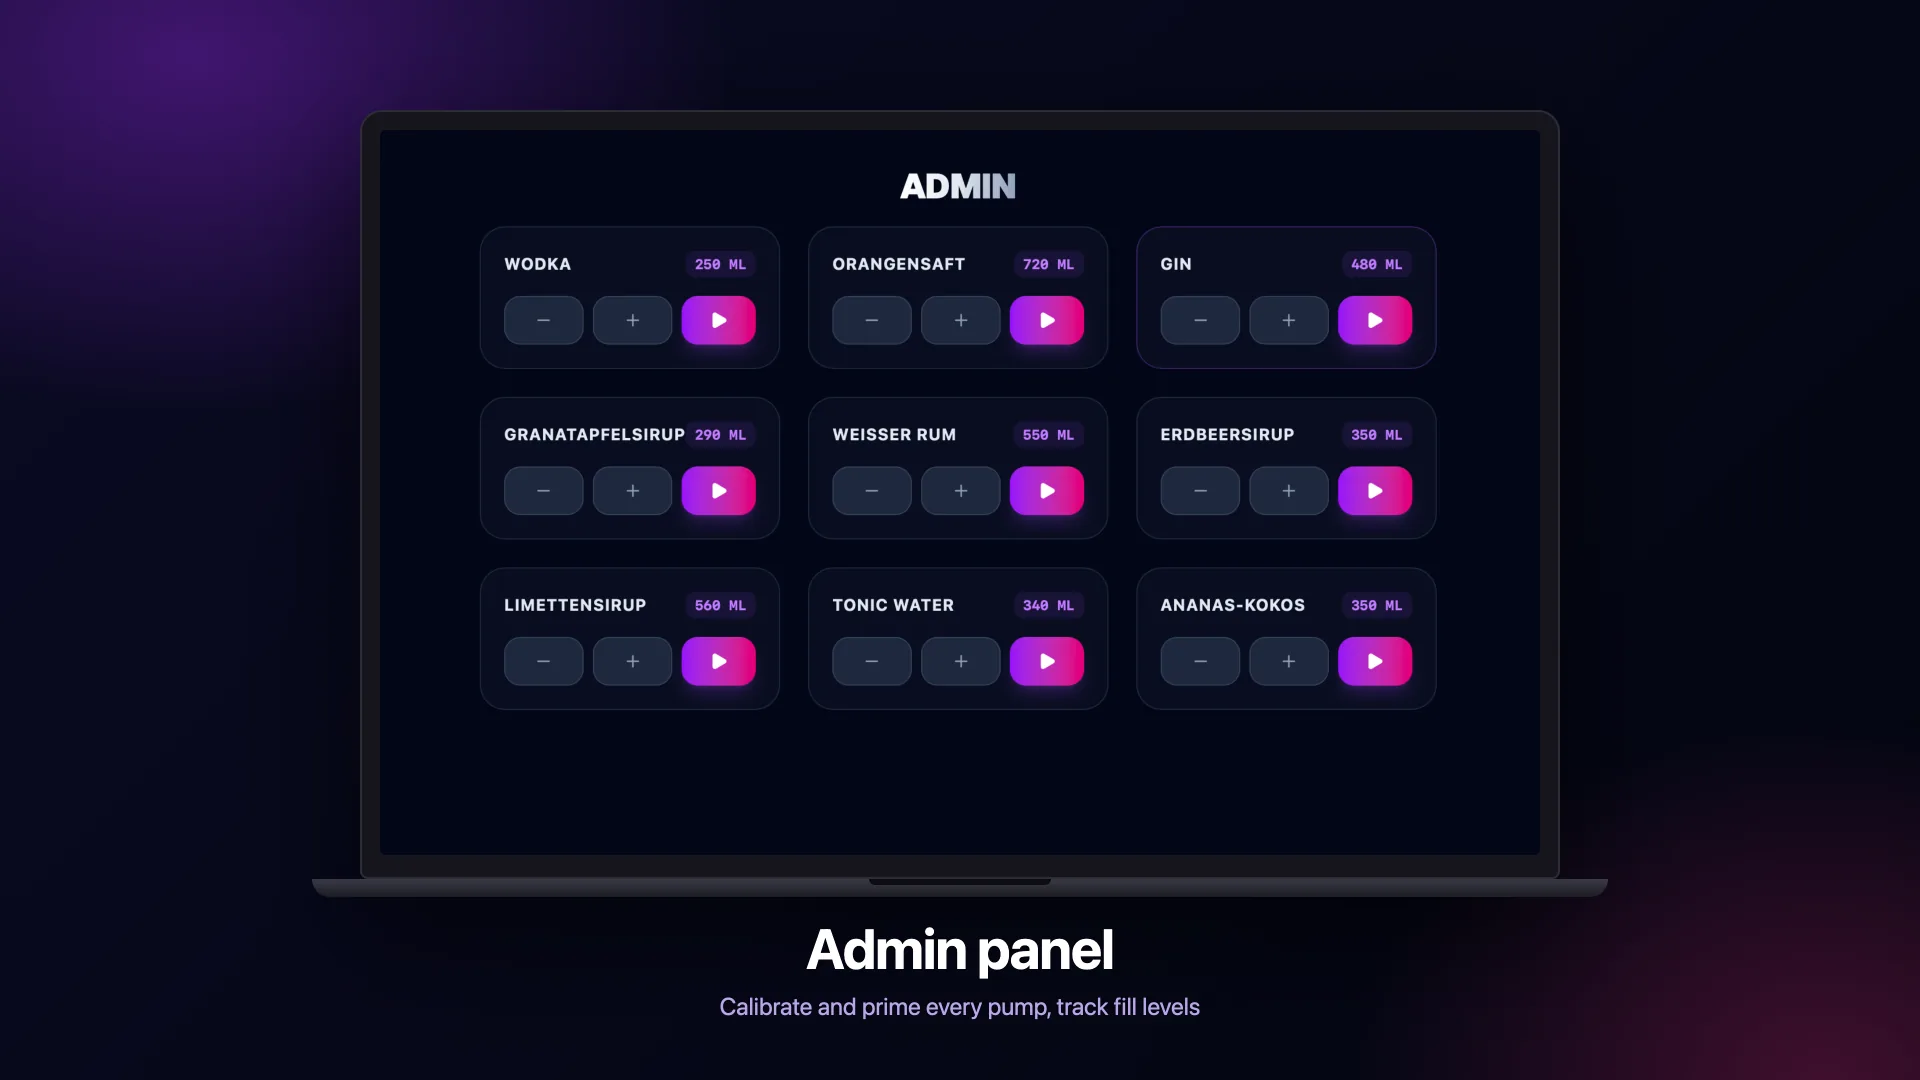 ADMIN
WODKA 250 ML
ORANGENSAFT 720 ML
GIN 480 ML
− +
− +
− +
GRANATAPFELSIRUP 290 ML
WEISSER RUM 550 ML
ERDBEERSIRUP 350 ML
− +
− +
− +
LIMETTENSIRUP 560 ML
TONIC WATER 340 ML
ANANAS-KOKOS 350 ML
− +
− +
− +
Admin panel
Calibrate and prime every pump, track fill levels